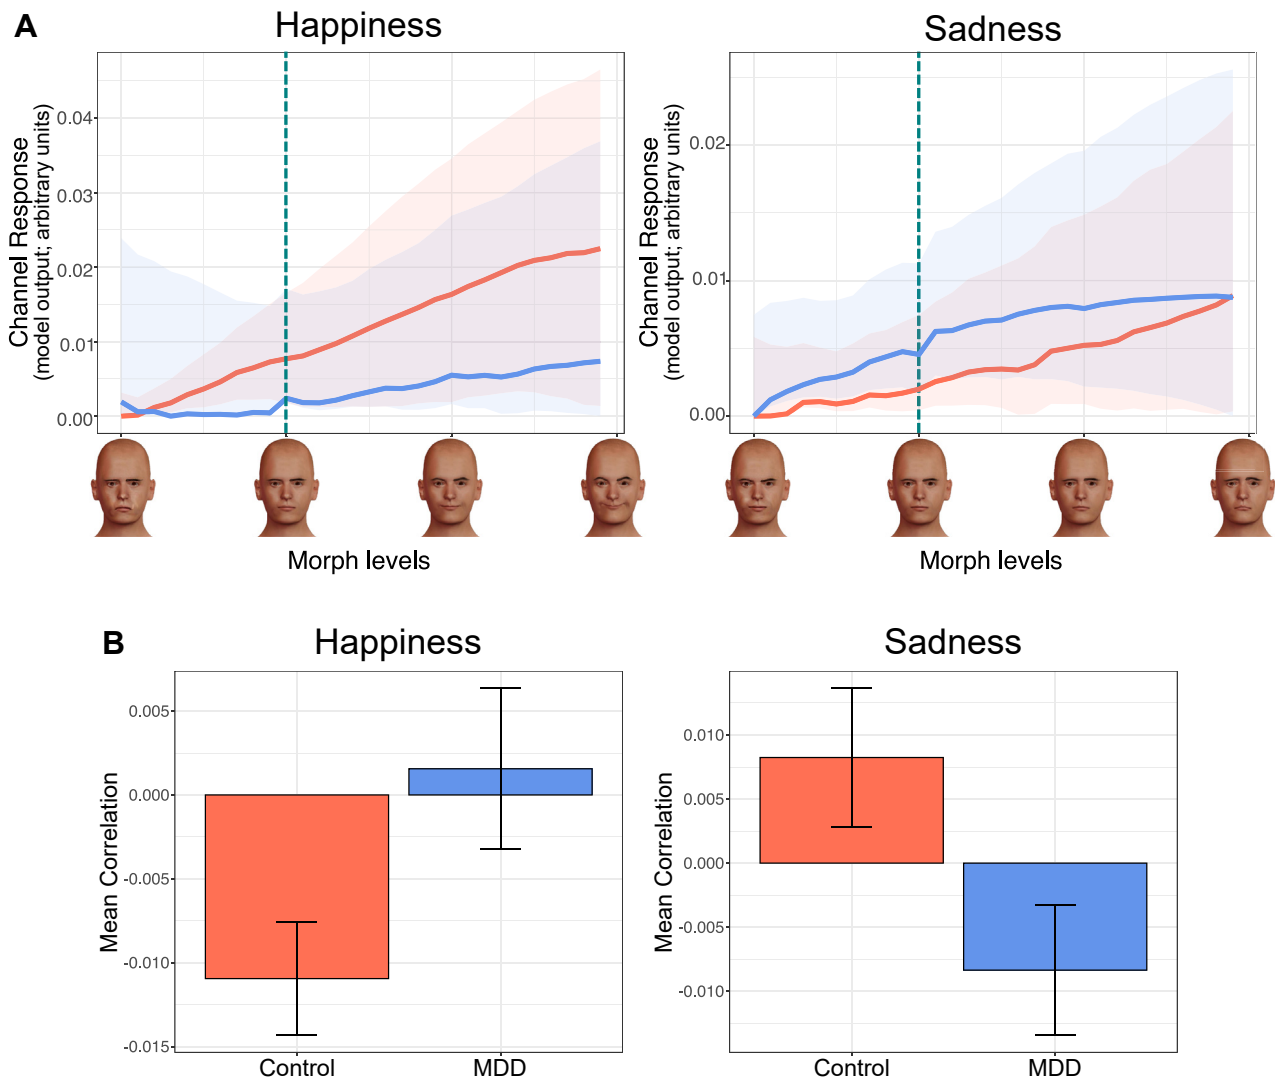 A
Happiness
Sadness
Channel Response
(model output; arbitrary units)
0.04
0.03
0.02
0.01
0.00
Morph levels
Channel Response
(model output; arbitrary units)
0.02
0.01
0.00
Morph levels
B
Happiness
Sadness
Mean Correlation
0.005
0.000
-0.005
-0.010
-0.015
Control
MDD
Mean Correlation
0.010
0.005
0.000
-0.005
-0.010
Control
MDD